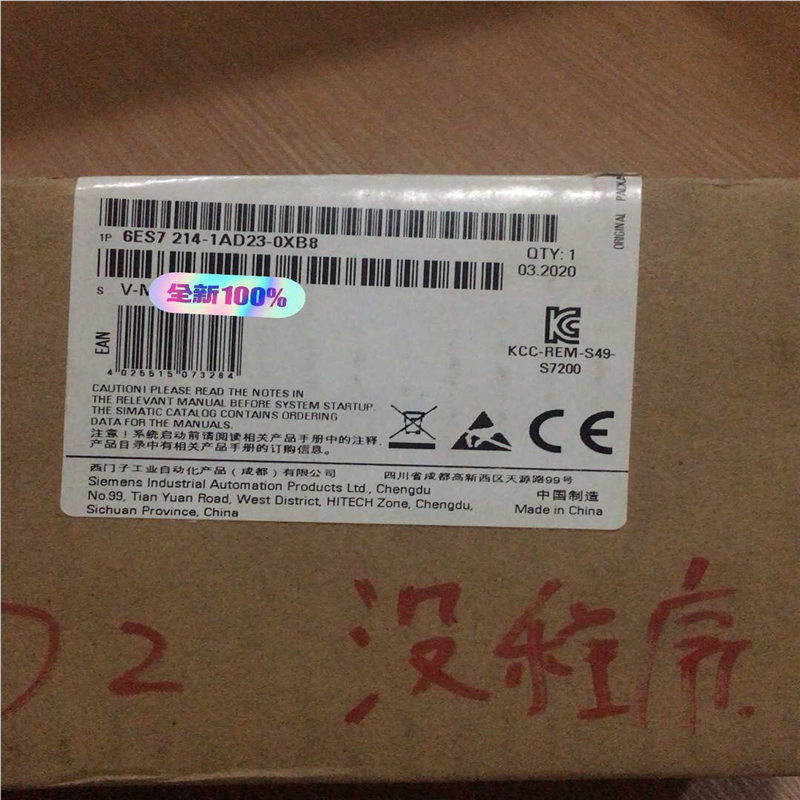 ORIGINAL PACKA
1P 6ES7 214-1AD23-0XB8
QTY: 1
03.2020
S V-
全新100%
EAN
4 025515 073284
KCC-REM-S49-
S7200
CAUTION! PLEASE READ THE NOTES IN
THE RELEVANT MANUAL BEFORE SYSTEM STARTUP.
THE SIMATIC CATALOG CONTAINS ORDERING
DATA FOR THE MANUALS.
注意！系统启动前请阅读相关产品手册中的注释，
产品目录中有相关产品手册的订购信息。
CE
西门子工业自动化产品（成都）有限公司 四川省成都高新西区天源路99号
Siemens Industrial Automation Products Ltd., Chengdu
No.99, Tian Yuan Road, West District, HITECH Zone, Chengdu,
Sichuan Province, China
中国制造
Made in China
2 没程序